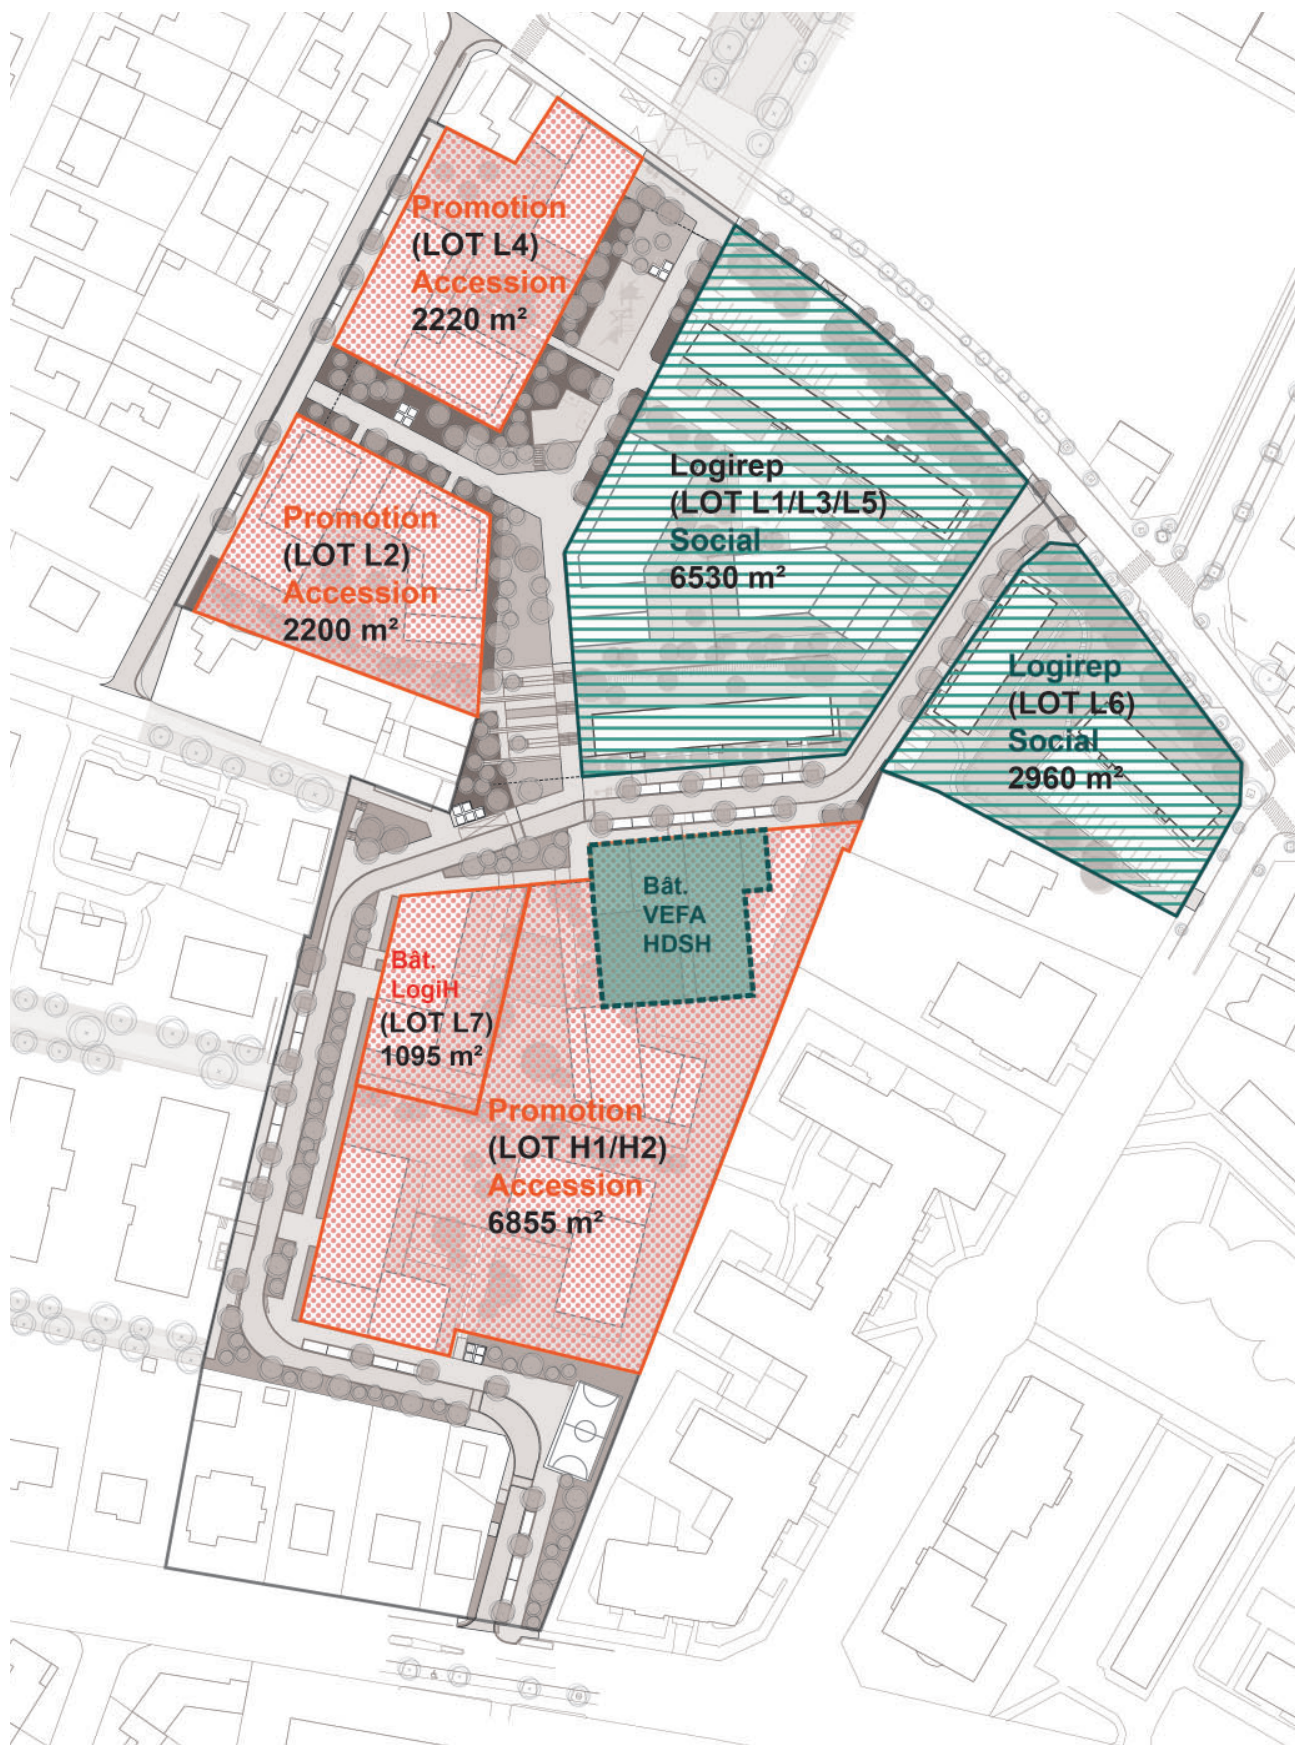 Promotion
(LOT L4)
Accession
2220 m²
Logirep
(LOT L1/L3/L5)
Social
6530 m²
Promotion
(LOT L2)
Accession
2200 m²
Logirep
(LOT L6)
Social
2960 m²
Bât.
VEFA
HDSH
Bât.
LogiH
(LOT L7)
1095 m²
Promotion
(LOT H1/H2)
Accession
6855 m²